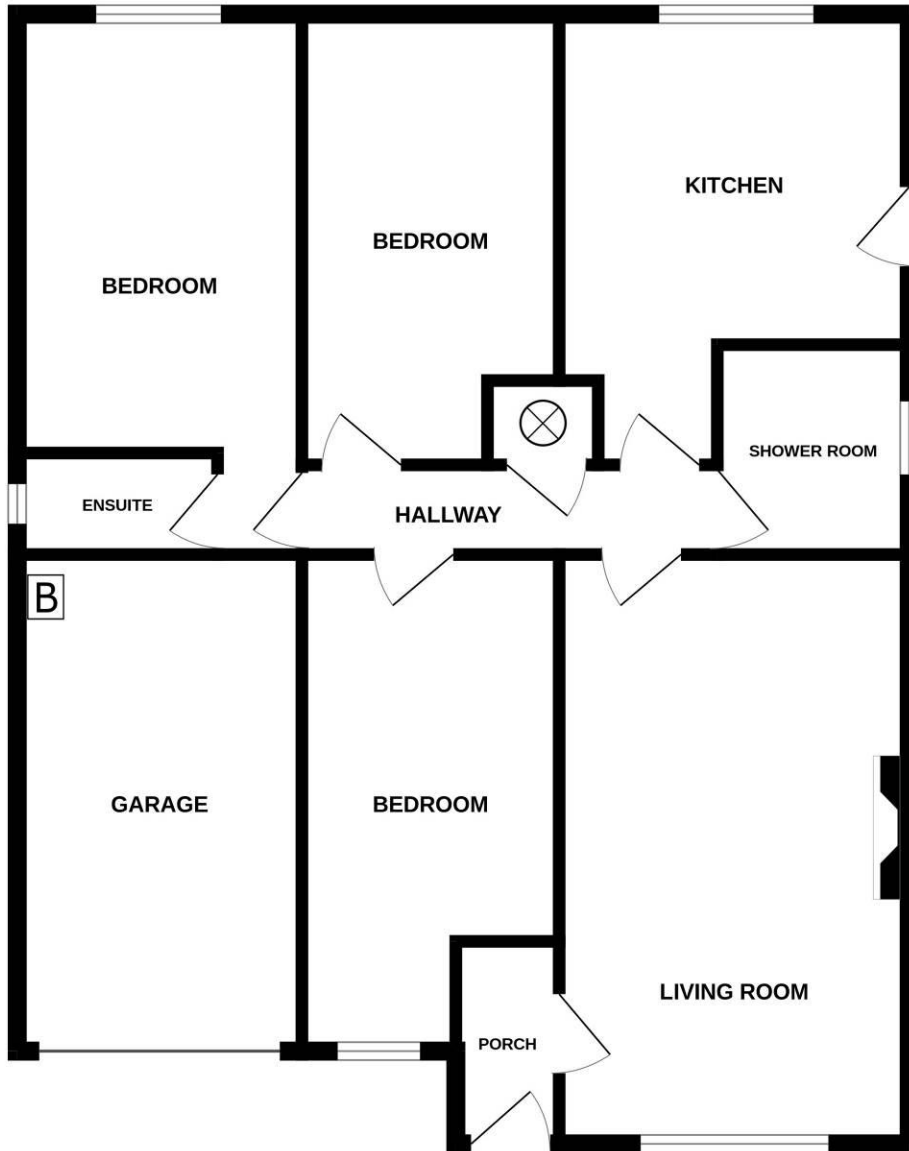 KITCHEN
BEDROOM
BEDROOM
SHOWER ROOM
ENSUITE
HALLWAY
B
GARAGE
BEDROOM
LIVING ROOM
PORCH